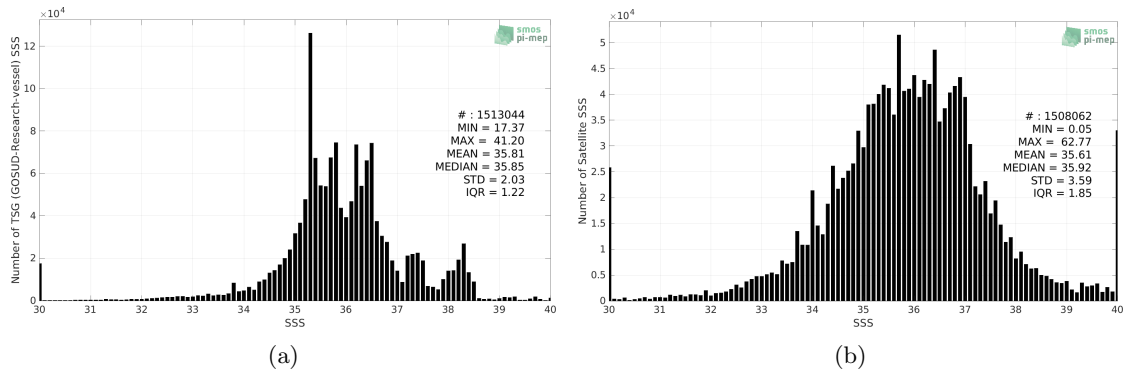 ×10⁴
smos
pi-mep
Number of TSG (GOSUD-Research-vessel) SSS
12
10
8
6
4
2
0
# : 1513044
MIN = 17.37
MAX = 41.20
MEAN = 35.81
MEDIAN = 35.85
STD = 2.03
IQR = 1.22
30 31 32 33 34 35 36 37 38 39 40
SSS
(a)
×10⁴
smos
pi-mep
Number of Satellite SSS
5
4.5
4
3.5
3
2.5
2
1.5
1
0.5
0
# : 1508062
MIN = 0.05
MAX = 62.77
MEAN = 35.61
MEDIAN = 35.92
STD = 3.59
IQR = 1.85
30 31 32 33 34 35 36 37 38 39 40
SSS
(b)